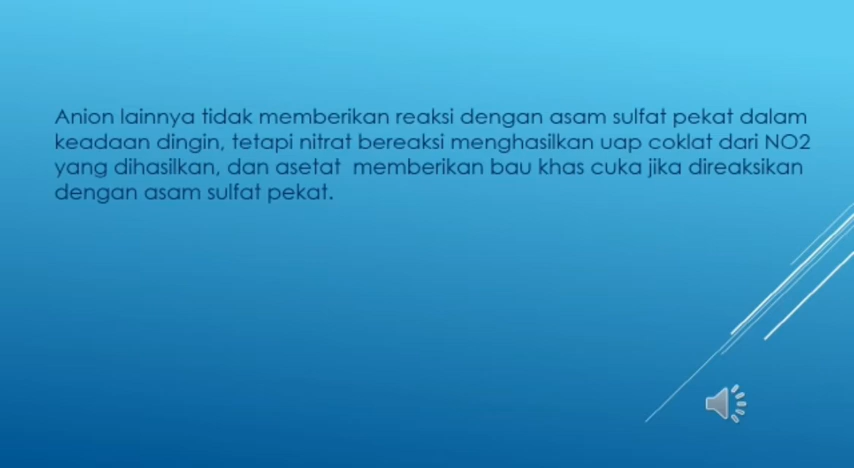 Anion lainnya tidak memberikan reaksi dengan asam sulfat pekat dalam
keadaan dingin, tetapi nitrat bereaksi menghasilkan uap coklat dari NO2
yang dihasilkan, dan asetat memberikan bau khas cuka jika direaksikan
dengan asam sulfat pekat.